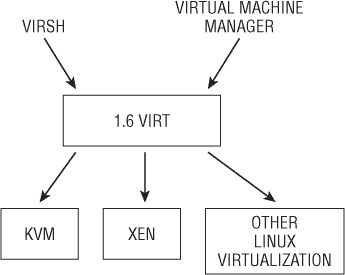 VIRSH
VIRTUAL MACHINE
MANAGER
1.6 VIRT
KVM
XEN
OTHER
LINUX
VIRTUALIZATION